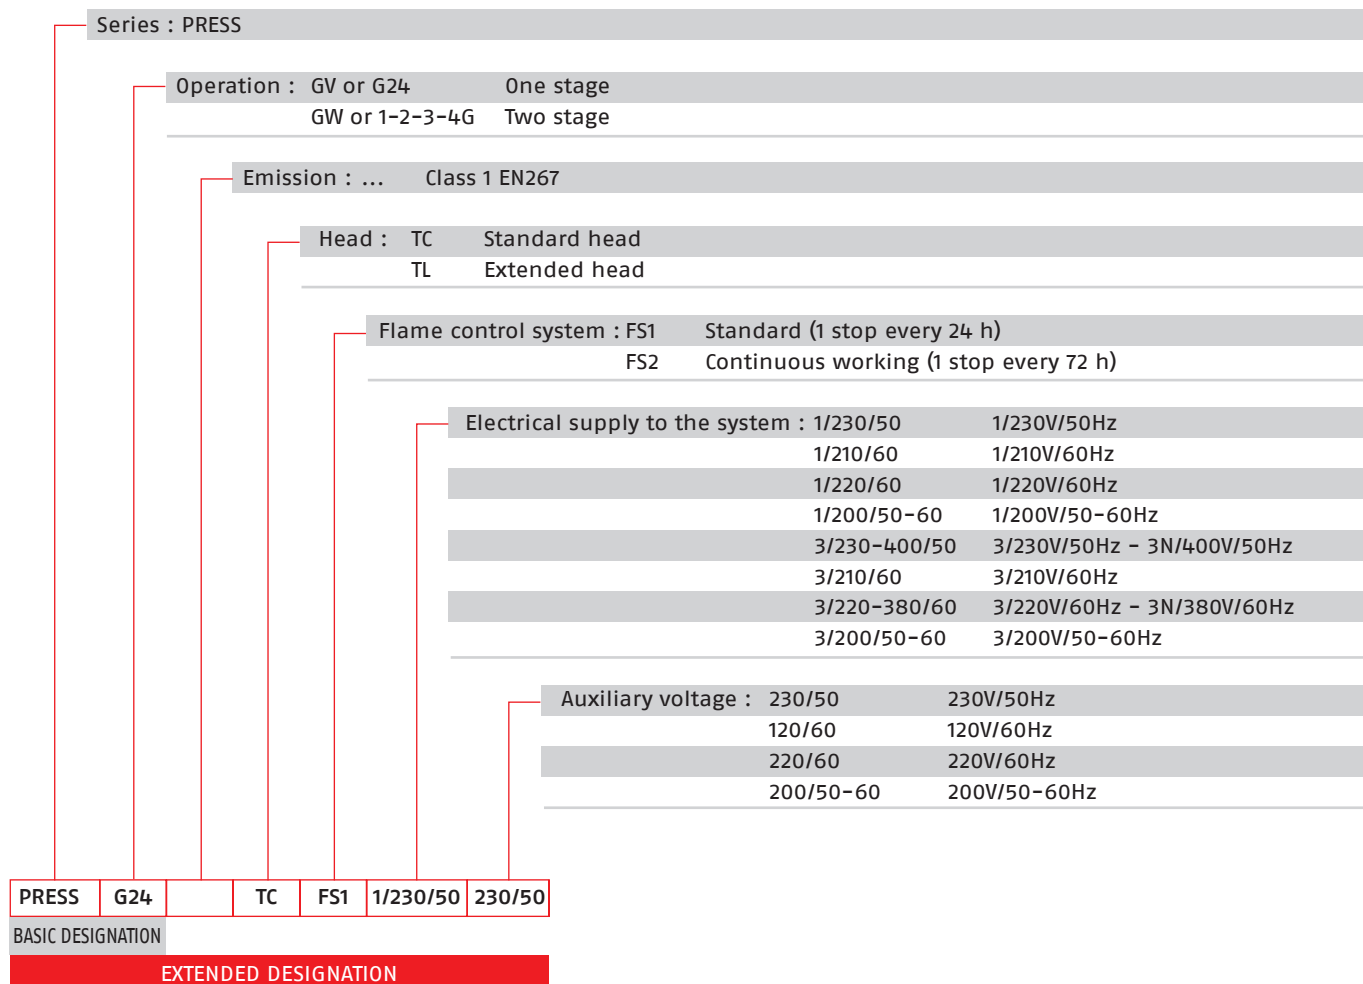 Series : PRESS
Operation : GV or G24 One stage
GW or 1-2-3-4G Two stage
Emission : ... Class 1 EN267
Head : TC Standard head
TL Extended head
Flame control system : FS1 Standard (1 stop every 24 h)
FS2 Continuous working (1 stop every 72 h)
Electrical supply to the system : 1/230/50 1/230V/50Hz
1/210/60 1/210V/60Hz
1/220/60 1/220V/60Hz
1/200/50-60 1/200V/50-60Hz
3/230-400/50 3/230V/50Hz - 3N/400V/50Hz
3/210/60 3/210V/60Hz
3/220-380/60 3/220V/60Hz - 3N/380V/60Hz
3/200/50-60 3/200V/50-60Hz
Auxiliary voltage : 230/50 230V/50Hz
120/60 120V/60Hz
220/60 220V/60Hz
200/50-60 200V/50-60Hz
PRESS G24 TC FS1 1/230/50 230/50
BASIC DESIGNATION
EXTENDED DESIGNATION